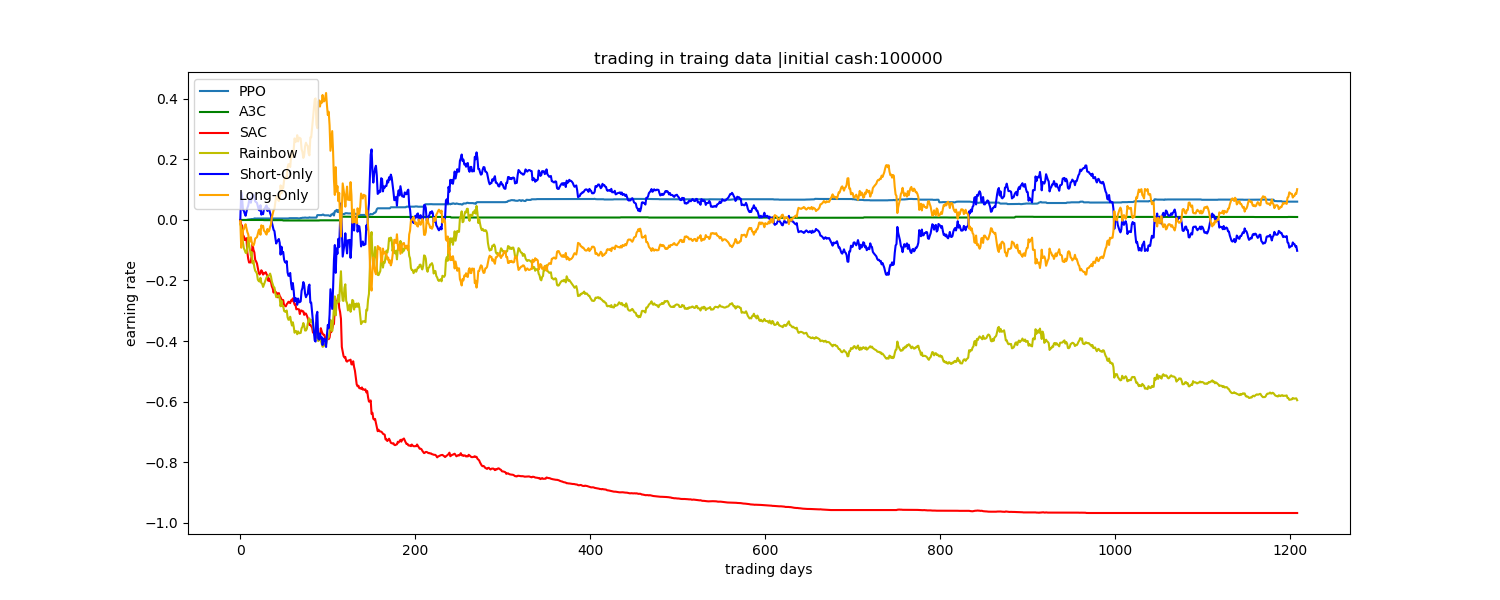 trading in traing data |initial cash:100000
PPO
A3C
SAC
Rainbow
Short-Only
Long-Only
earning rate
0.4
0.2
0.0
−0.2
−0.4
−0.6
−0.8
−1.0
0 200 400 600 800 1000 1200
trading days